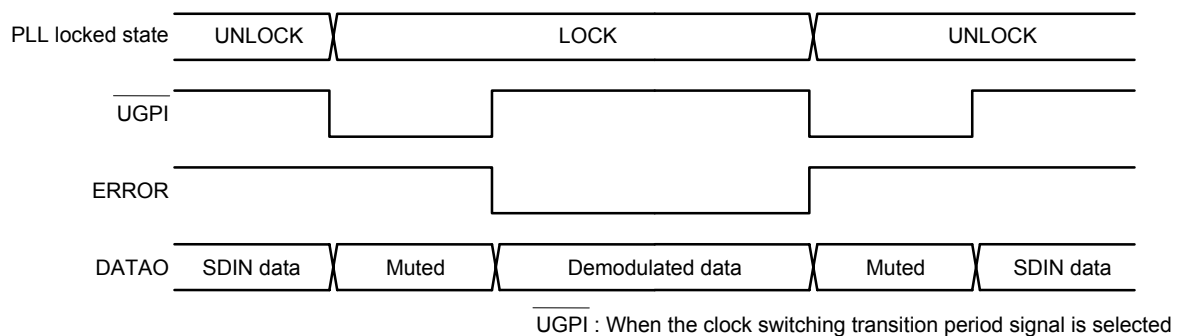 PLL locked state UNLOCK LOCK UNLOCK
UGPI
ERROR
DATAO SDIN data Muted Demodulated data Muted SDIN data
UGPI : When the clock switching transition period signal is selected